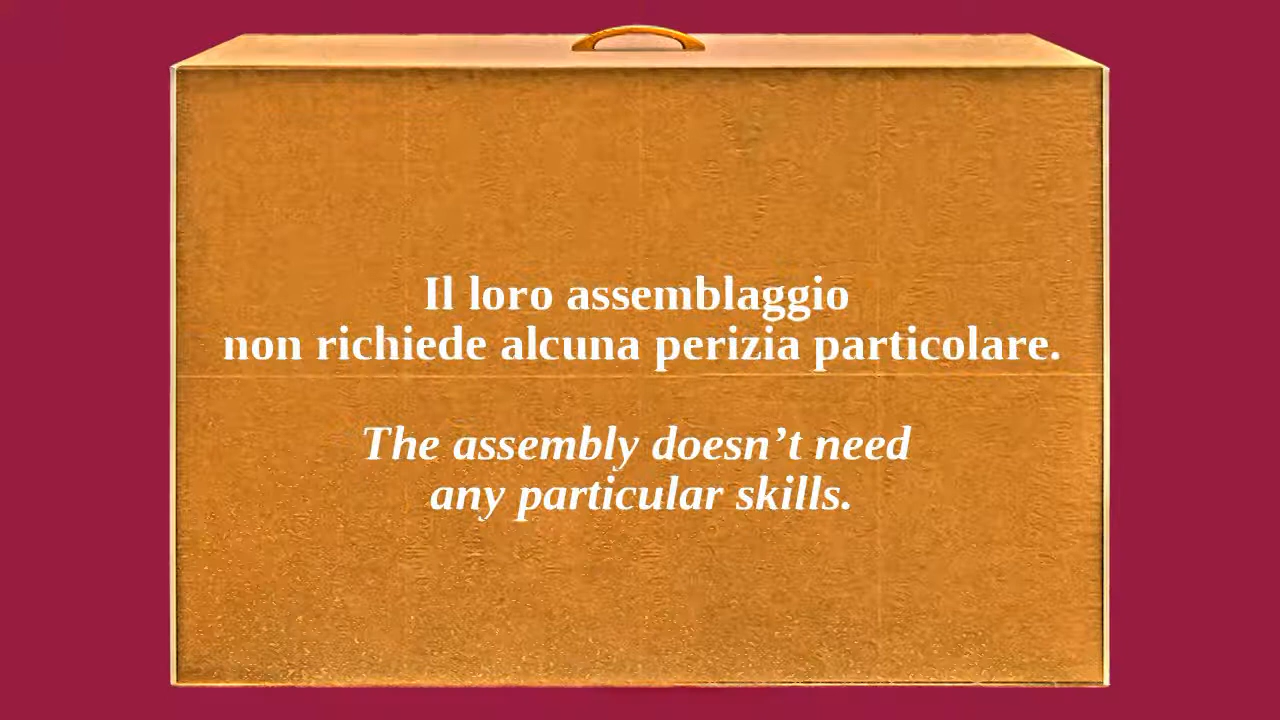 Il loro assemblaggio
non richiede alcuna perizia particolare.
The assembly doesn’t need
any particular skills.